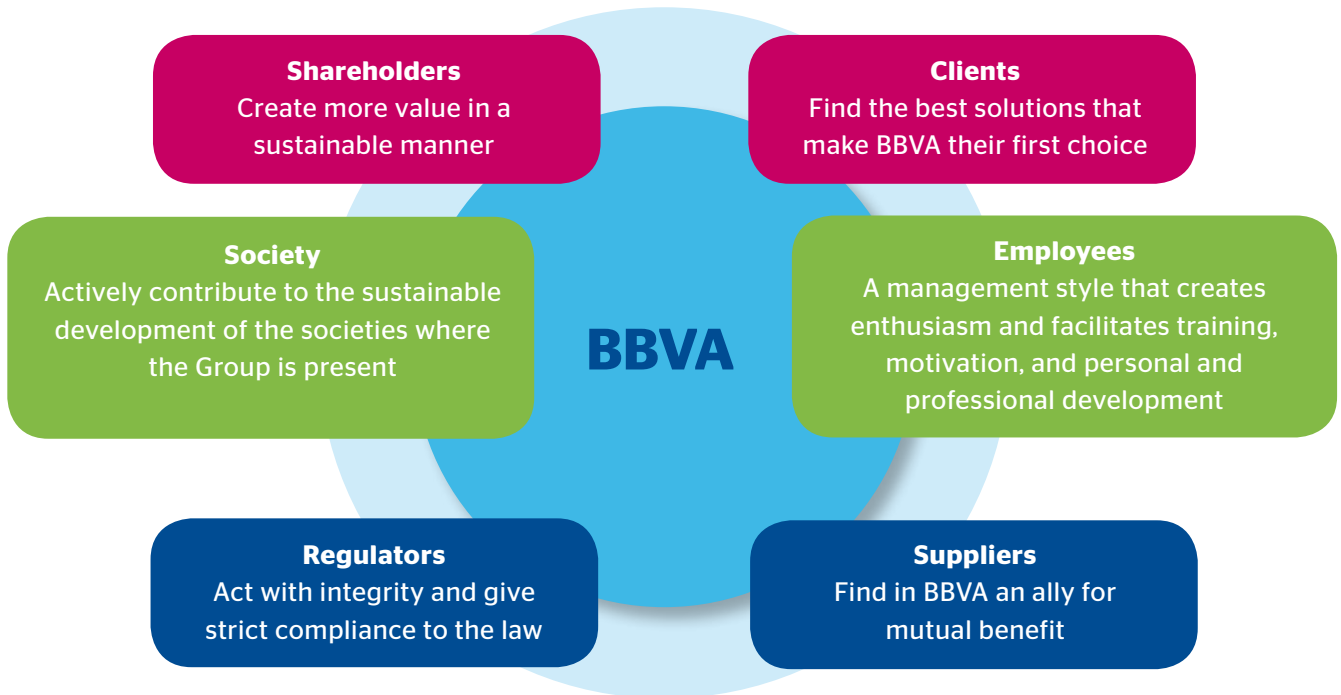 Shareholders
Create more value in a
sustainable manner
Clients
Find the best solutions that
make BBVA their first choice
Society
Actively contribute to the sustainable
development of the societies where
the Group is present
BBVA
Employees
A management style that creates
enthusiasm and facilitates training,
motivation, and personal and
professional development
Regulators
Act with integrity and give
strict compliance to the law
Suppliers
Find in BBVA an ally for
mutual benefit